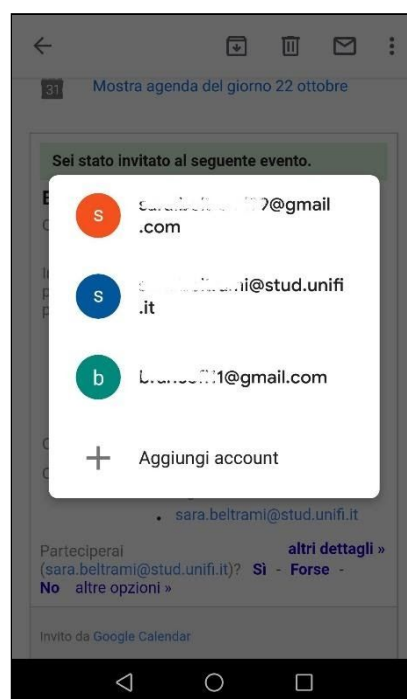 31 Mostra agenda del giorno 22 ottobre
Sei stato invitato al seguente evento.
s @gmail
.com
s @stud.unifi
.it
b 1@gmail.com
Aggiungi account
sara.beltrami@stud.unifi.it
Parteciperai altri dettagli »
(sara.beltrami@stud.unifi.it)? Sì - Forse -
No altre opzioni »
Invito da Google Calendar